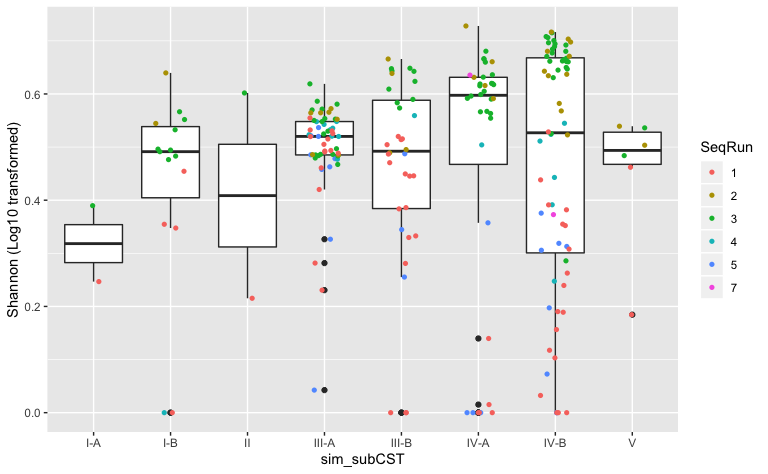 Shannon (Log10 transformed)
0.6
0.4
0.2
0.0
I-A I-B II III-A III-B IV-A IV-B V
sim_subCST
SeqRun
1
2
3
4
5
7